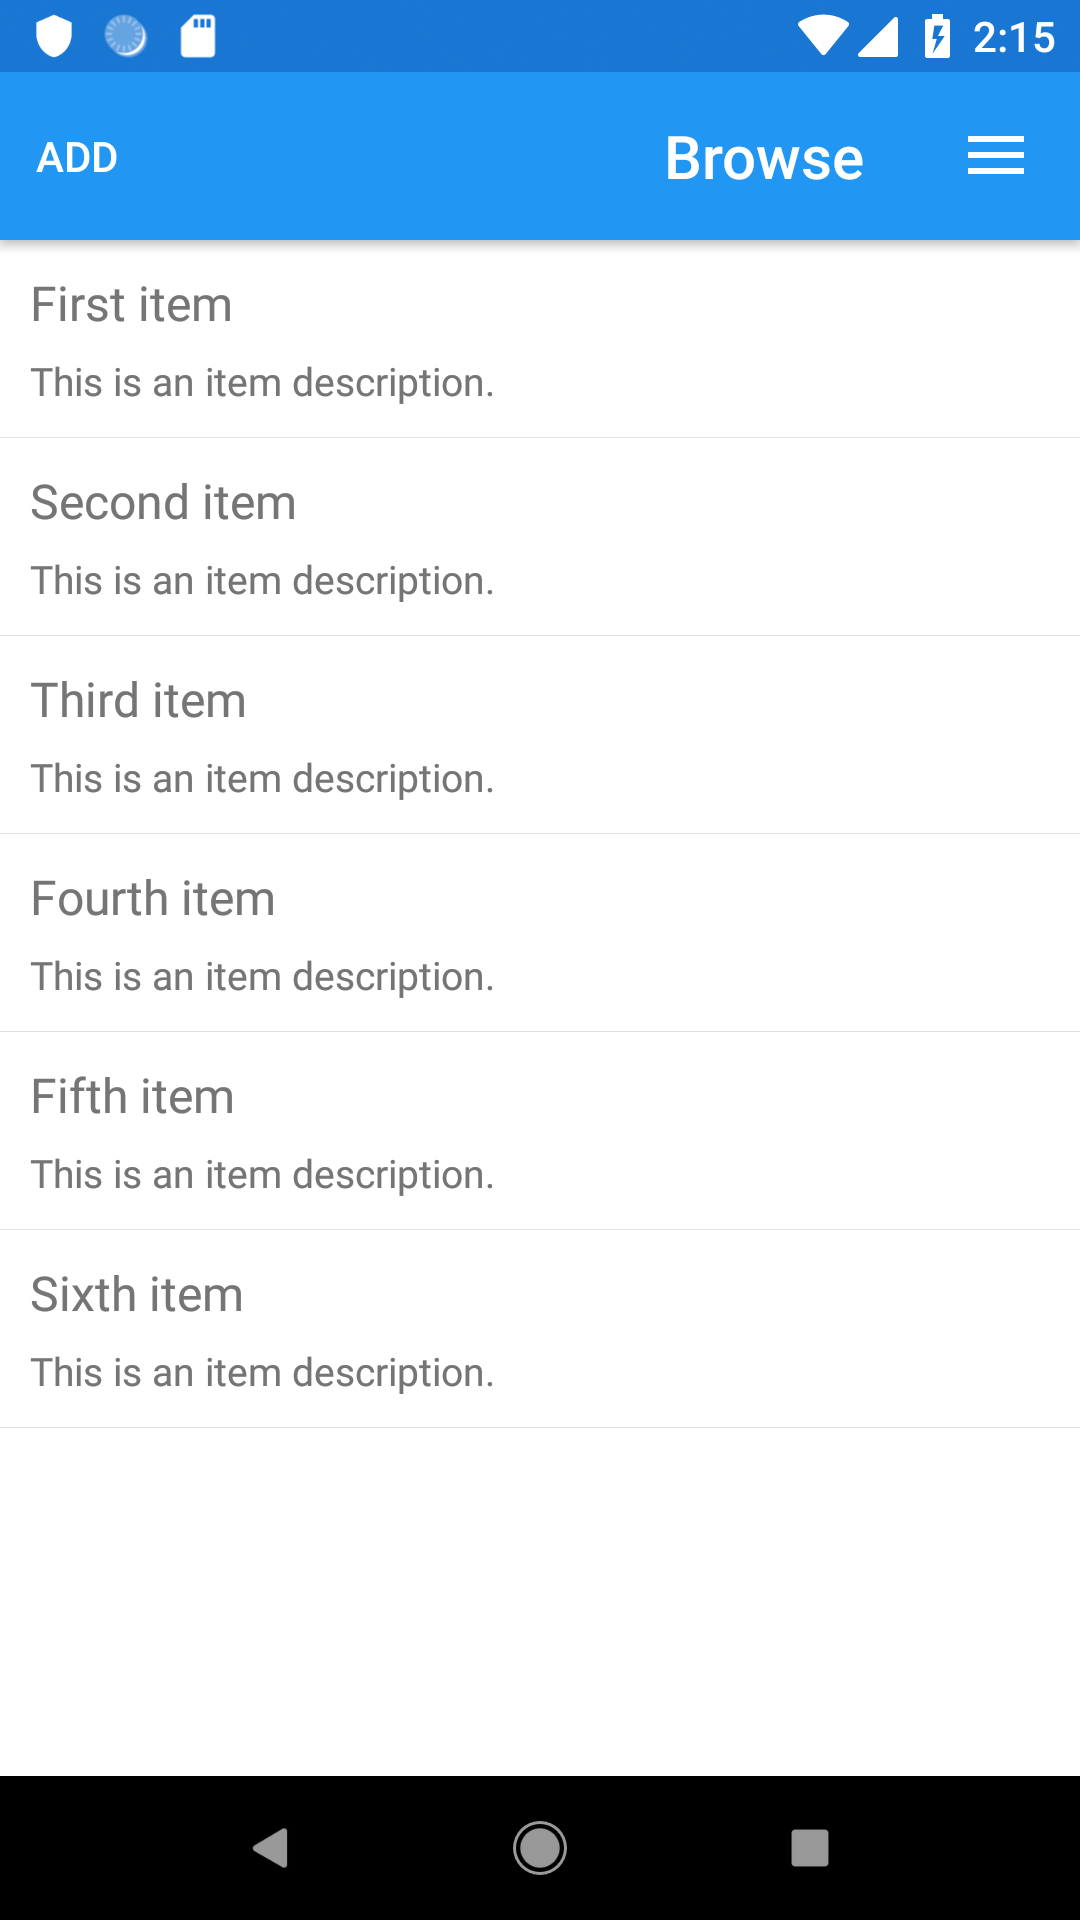 2:15
ADD
Browse
First item
This is an item description.
Second item
This is an item description.
Third item
This is an item description.
Fourth item
This is an item description.
Fifth item
This is an item description.
Sixth item
This is an item description.